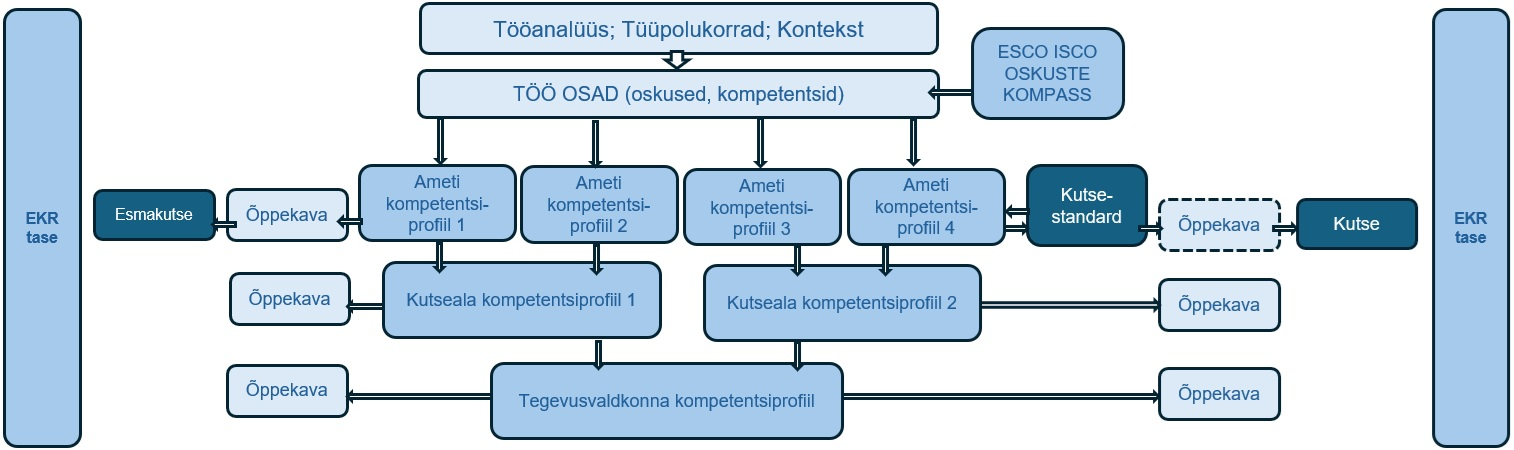 Tööanalüüs; Tüüpolukorrad; Kontekst
ESCO ISCO
OSKUSTE
KOMPASS
TÖÖ OSAD (oskused, kompetentsid)
EKR
tase
Esmakutse
Õppekava
Ameti
kompetentsi-
profiil 1
Ameti
kompetentsi-
profiil 2
Ameti
kompetentsi-
profiil 3
Ameti
kompetentsi-
profiil 4
Kutse-
standard
Õppekava
Kutse
EKR
tase
Õppekava
Kutseala kompetentsiprofiil 1
Kutseala kompetentsiprofiil 2
Õppekava
Õppekava
Tegevusvaldkonna kompetentsiprofiil
Õppekava